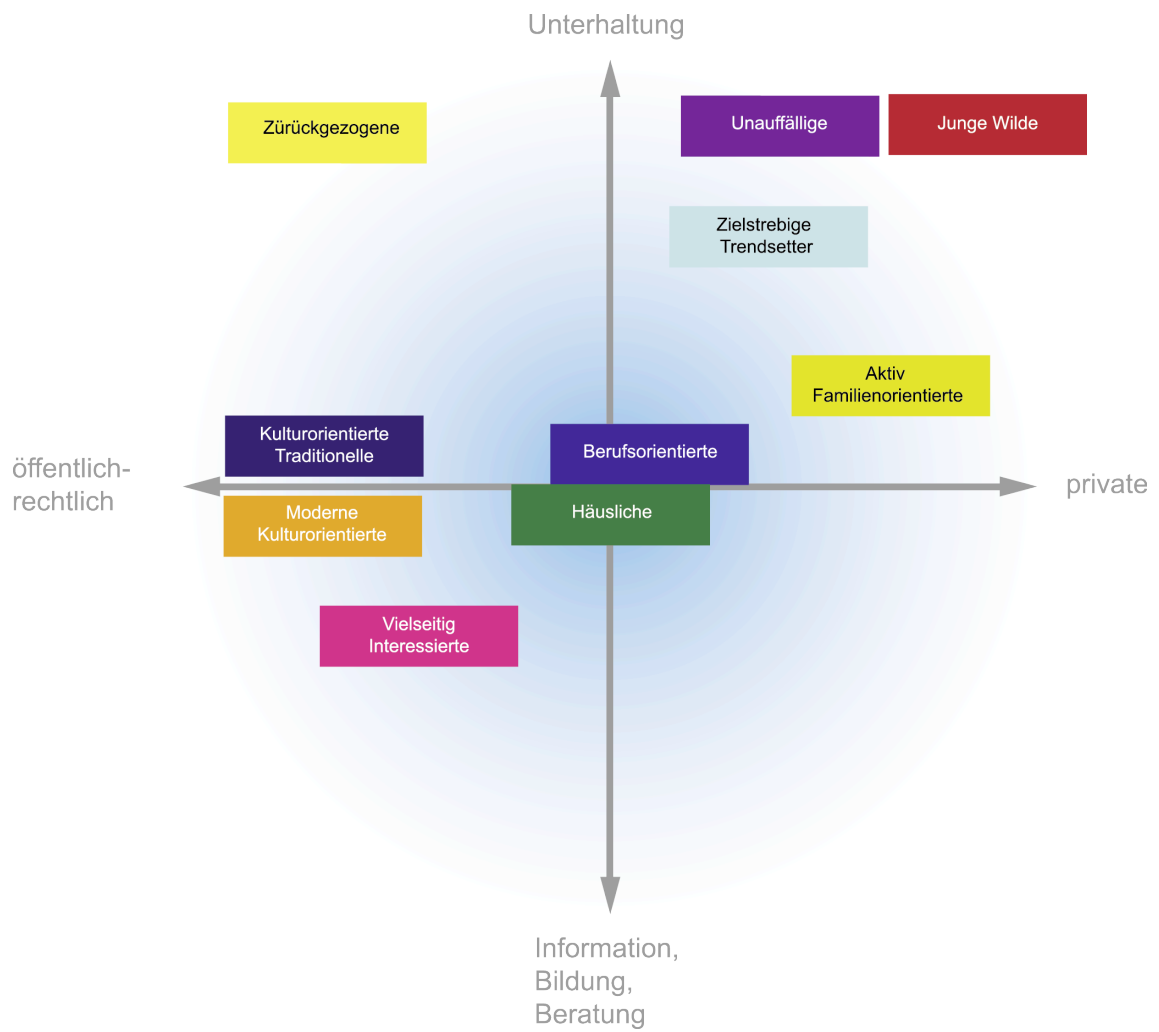 Unterhaltung
Zürückgezogene
Unauffällige
Junge Wilde
Zielstrebige
Trendsetter
Aktiv
Familienorientierte
Kulturorientierte
Traditionelle
Berufsorientierte
öffentlich-
rechtlich
private
Moderne
Kulturorientierte
Häusliche
Vielseitig
Interessierte
Information,
Bildung,
Beratung